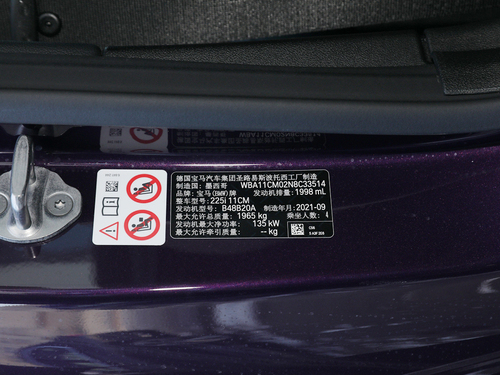 德国宝马汽车集团圣路易斯波托西工厂制造
制造国：墨西哥 WBA11CM02N8C33514
品牌：宝马(BMW)牌 发动机排量：1998 mL
整车型号：225i 11CM
发动机型号：B48B20A 制造年月：2021-09
最大允许总质量：1965 kg 乘坐人数：4
发动机最大净功率：135 kW
最大允许牵引质量：-- kg